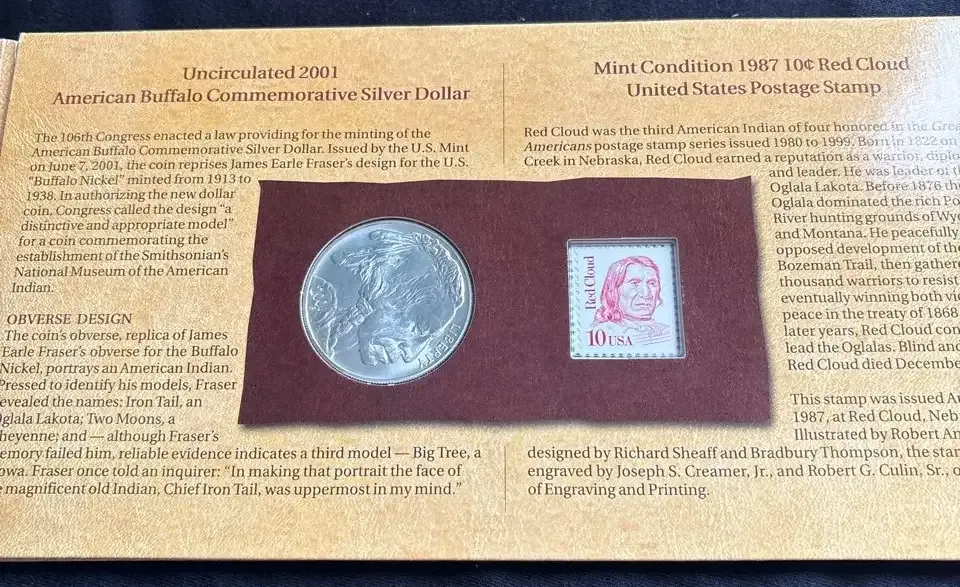 Uncirculated 2001
American Buffalo Commemorative Silver Dollar
The 106th Congress enacted a law providing for the minting of the
American Buffalo Commemorative Silver Dollar. Issued by the U.S. Mint
on June 7, 2001, the coin reprises James Earle Fraser's design for the U.S.
"Buffalo Nickel" minted from 1913 to
1938. In authorizing the new dollar
coin, Congress called the design "a
distinctive and appropriate model"
for a coin commemorating the
establishment of the Smithsonian's
National Museum of the American
Indian.
OBVERSE DESIGN
The coin's obverse, replica of James
Earle Fraser's obverse for the Buffalo
Nickel, portrays an American Indian.
Pressed to identify his models, Fraser
evealed the names: Iron Tail, an
glala Lakota; Two Moons, a
heyenne; and — although Fraser's
emory failed him, reliable evidence indicates a third model — Big Tree, a
owa. Fraser once told an inquirer: "In making that portrait the face of
e magnificent old Indian, Chief Iron Tail, was uppermost in my mind."
LIBERTY
2001
Mint Condition 1987 10¢ Red Cloud
United States Postage Stamp
Red Cloud was the third American Indian of four honored in the Grea
Americans postage stamp series issued 1980 to 1999. Born in 1822 on
Creek in Nebraska, Red Cloud earned a reputation as a warrior, diplo
and leader. He was leader of t
Oglala Lakota. Before 1876 the
Oglala dominated the rich Po
River hunting grounds of Wyo
and Montana. He peacefully
opposed development of the
Bozeman Trail, then gathere
thousand warriors to resist
eventually winning both vic
peace in the treaty of 1868.
later years, Red Cloud con
lead the Oglalas. Blind and
Red Cloud died Decembe
Red Cloud
10 USA
This stamp was issued Au
1987, at Red Cloud, Neb
Illustrated by Robert An
designed by Richard Sheaff and Bradbury Thompson, the stam
engraved by Joseph S. Creamer, Jr., and Robert G. Culin, Sr., o
of Engraving and Printing.